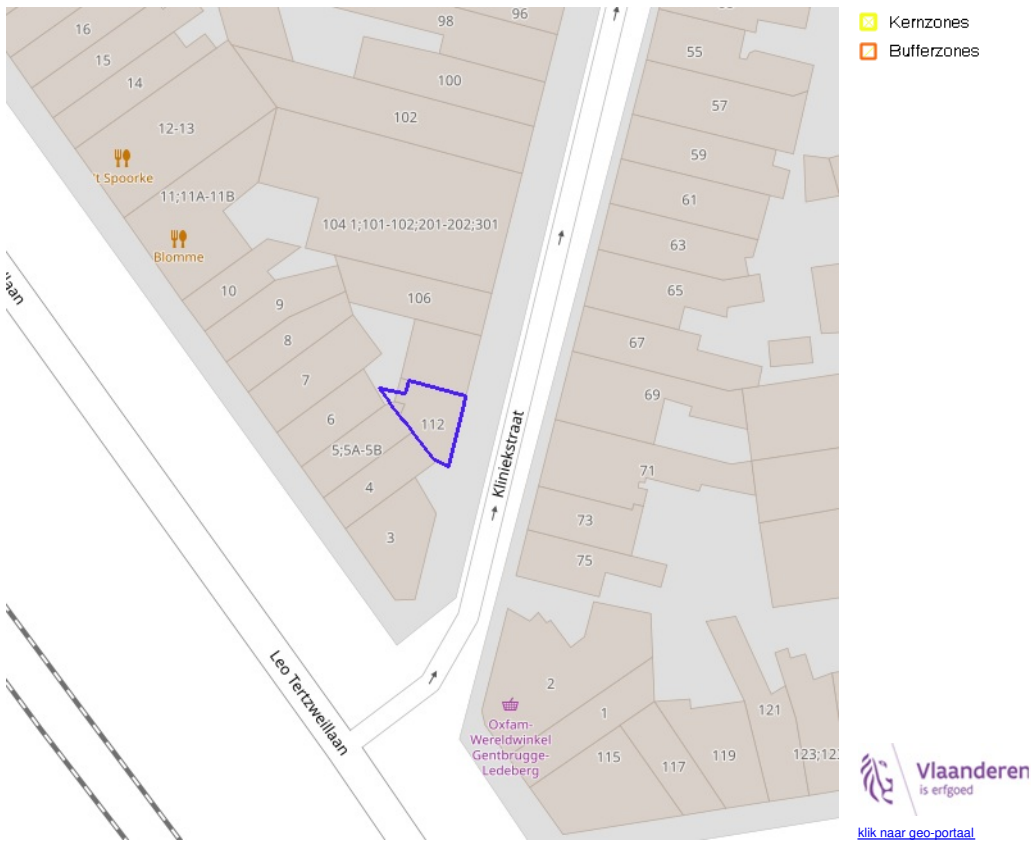 96
98
16
55
15
100
14
57
102
12-13
59
't Spoorke
11;11A-11B
61
104 1;101-102;201-202;301
63
Blomme
10
65
9
106
8
67
7
69
6
112
5;5A-5B
Kliniekstraat
71
4
73
3
75
Leo Tertzweillaan
2
1
121
Oxfam-
Wereldwinkel
Gentbrugge-
Ledeberg
115
117
119
Kernzones
Bufferzones
Vlaanderen
is erfgoed
klik naar geo-portaal